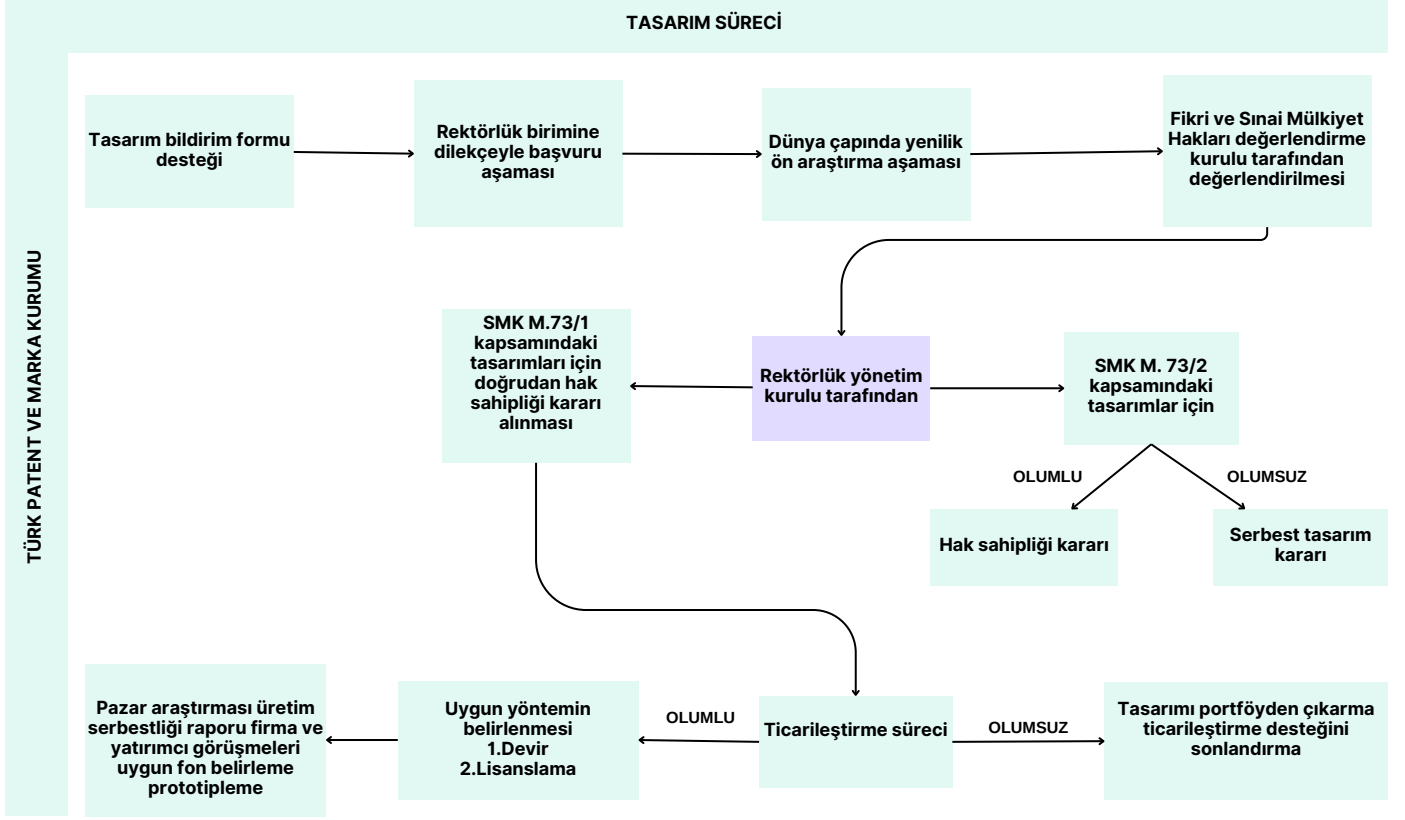 TASARIM SÜRECİ
TÜRK PATENT VE MARKA KURUMU
Tasarım bildirim formu
desteği
Rektörlük birimine
dilekçeyle başvuru
aşaması
Dünya çapında yenilik
ön araştırma aşaması
Fikri ve Sınai Mülkiyet
Hakları değerlendirme
kurulu tarafından
değerlendirilmesi
SMK M.73/1
kapsamındaki
tasarımları için
doğrudan hak
sahipliği kararı
alınması
Rektörlük yönetim
kurulu tarafından
SMK M. 73/2
kapsamındaki
tasarımlar için
OLUMLU
OLUMSUZ
Hak sahipliği kararı
Serbest tasarım
kararı
Pazar araştırması üretim
serbestliği raporu firma ve
yatırımcı görüşmeleri
uygun fon belirleme
prototipleme
Uygun yöntemin
belirlenmesi
1.Devir
2.Lisanslama
OLUMLU
Ticarileştirme süreci
OLUMSUZ
Tasarımı portföyden çıkarma
ticarileştirme desteğini
sonlandırma